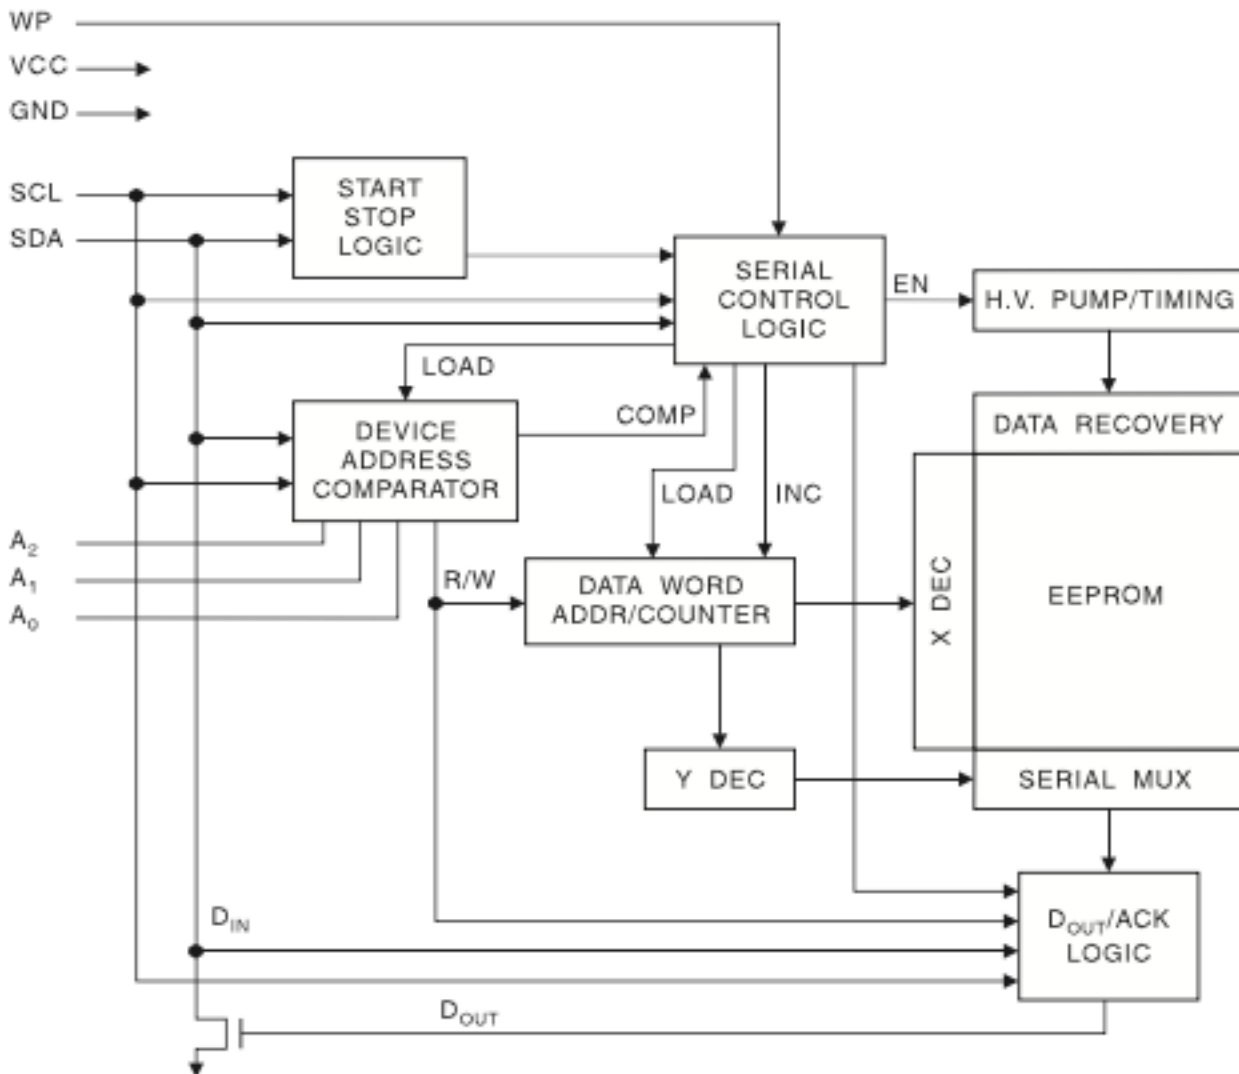 WP
VCC
GND
SCL
SDA
START
STOP
LOGIC
SERIAL
CONTROL
LOGIC
EN
H.V. PUMP/TIMING
LOAD
COMP
DEVICE
ADDRESS
COMPARATOR
DATA RECOVERY
LOAD
INC
A2
A1
A0
R/W
DATA WORD
ADDR/COUNTER
X DEC
EEPROM
Y DEC
SERIAL MUX
DIN
DOUT/ACK
LOGIC
DOUT